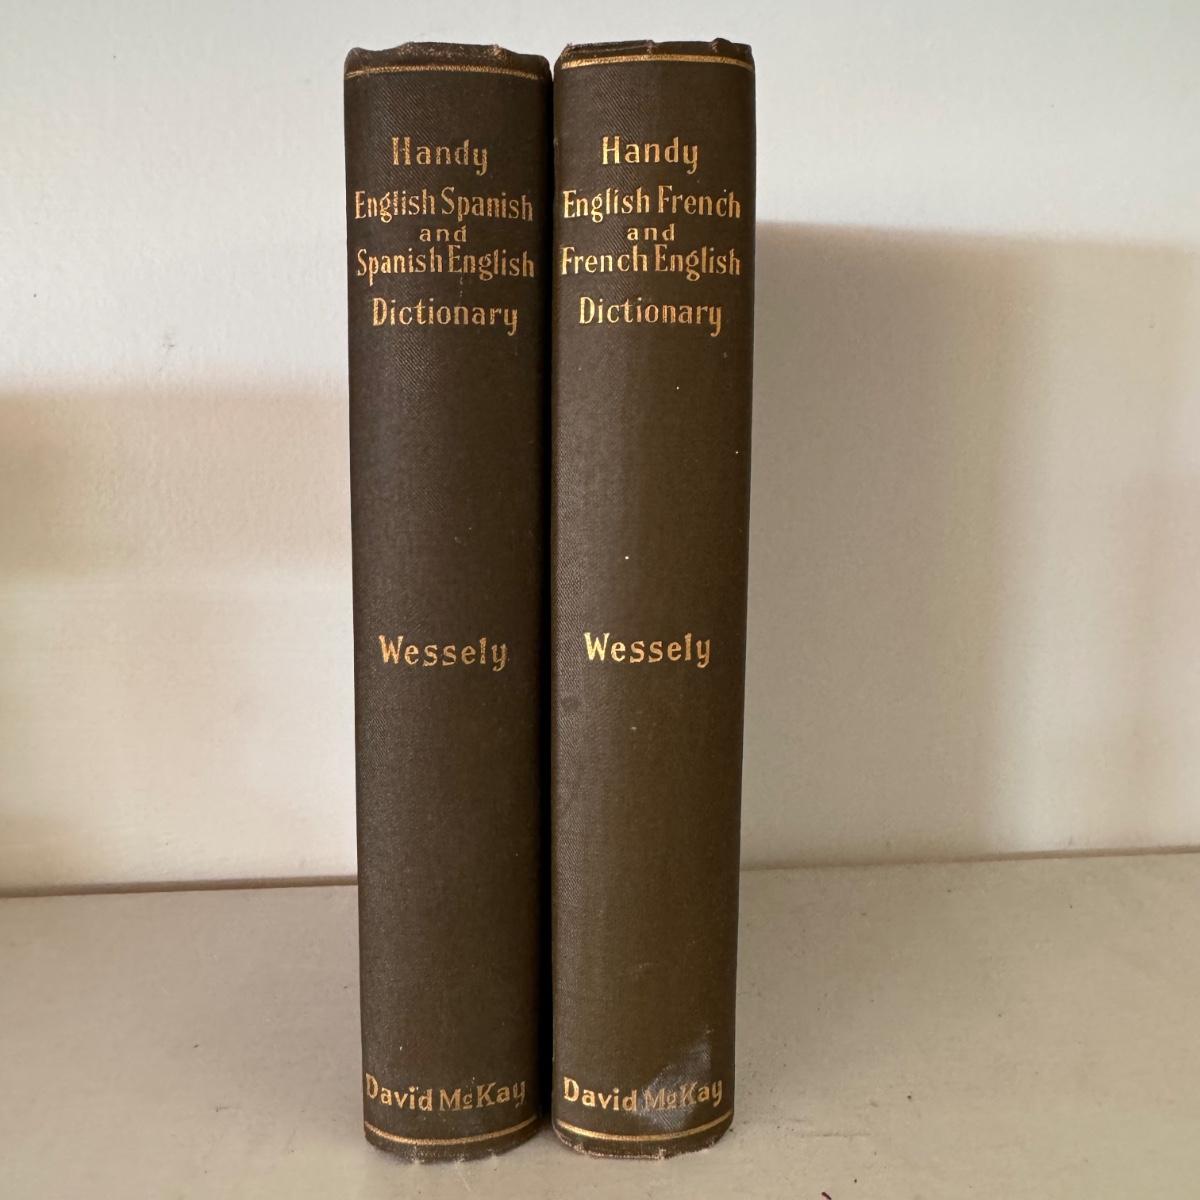 Handy
English Spanish
and
Spanish English
Dictionary
Wessely
David McKay
Handy
English French
and
French English
Dictionary
Wessely
David McKay